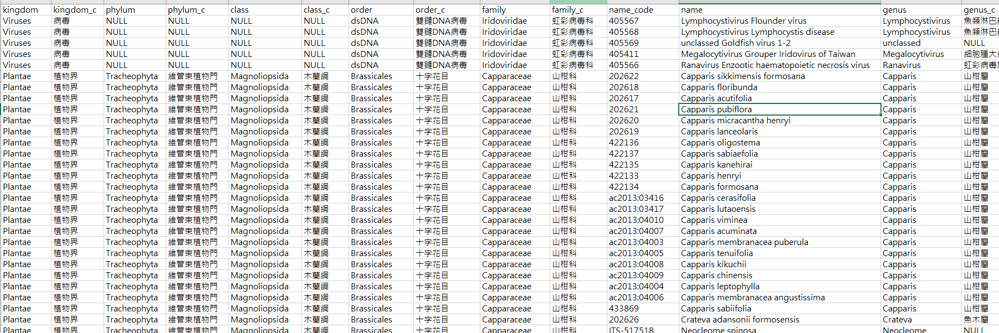 kingdom kingdom_c phylum phylum_c class class_c order order_c family family_c name_code name genus genus_c
Viruses 病毒 NULL NULL NULL NULL dsDNA 雙鏈DNA病毒 Iridoviridae 虹彩病毒科 405567 Lymphocystivirus Flounder virus Lymphocystivirus 魚類淋巴
Viruses 病毒 NULL NULL NULL NULL dsDNA 雙鏈DNA病毒 Iridoviridae 虹彩病毒科 405568 Lymphocystivirus Lymphocystis disease Lymphocystivirus 魚類淋巴
Viruses 病毒 NULL NULL NULL NULL dsDNA 雙鏈DNA病毒 Iridoviridae 虹彩病毒科 405569 unclassed Goldfish virus 1-2 unclassed NULL
Viruses 病毒 NULL NULL NULL NULL dsDNA 雙鏈DNA病毒 Iridoviridae 虹彩病毒科 405411 Megalocytivirus Grouper Iridovirus of Taiwan Megalocytivirus 細胞腫大
Viruses 病毒 NULL NULL NULL NULL dsDNA 雙鏈DNA病毒 Iridoviridae 虹彩病毒科 405566 Ranavirus Enzootic haematopoietic necrosis virus Ranavirus 虹彩病毒
Plantae 植物界 Tracheophyta 維管束植物門 Magnoliopsida 木蘭綱 Brassicales 十字花目 Capparaceae 山柑科 202622 Capparis sikkimensis formosana Capparis 山柑屬
Plantae 植物界 Tracheophyta 維管束植物門 Magnoliopsida 木蘭綱 Brassicales 十字花目 Capparaceae 山柑科 202618 Capparis floribunda Capparis 山柑屬
Plantae 植物界 Tracheophyta 維管束植物門 Magnoliopsida 木蘭綱 Brassicales 十字花目 Capparaceae 山柑科 202617 Capparis acutifolia Capparis 山柑屬
Plantae 植物界 Tracheophyta 維管束植物門 Magnoliopsida 木蘭綱 Brassicales 十字花目 Capparaceae 山柑科 202621 Capparis pubiflora Capparis 山柑屬
Plantae 植物界 Tracheophyta 維管束植物門 Magnoliopsida 木蘭綱 Brassicales 十字花目 Capparaceae 山柑科 202620 Capparis micracantha henryi Capparis 山柑屬
Plantae 植物界 Tracheophyta 維管束植物門 Magnoliopsida 木蘭綱 Brassicales 十字花目 Capparaceae 山柑科 202619 Capparis lanceolaris Capparis 山柑屬
Plantae 植物界 Tracheophyta 維管束植物門 Magnoliopsida 木蘭綱 Brassicales 十字花目 Capparaceae 山柑科 422136 Capparis oligostema Capparis 山柑屬
Plantae 植物界 Tracheophyta 維管束植物門 Magnoliopsida 木蘭綱 Brassicales 十字花目 Capparaceae 山柑科 422137 Capparis sabiaefolia Capparis 山柑屬
Plantae 植物界 Tracheophyta 維管束植物門 Magnoliopsida 木蘭綱 Brassicales 十字花目 Capparaceae 山柑科 422135 Capparis kanehirai Capparis 山柑屬
Plantae 植物界 Tracheophyta 維管束植物門 Magnoliopsida 木蘭綱 Brassicales 十字花目 Capparaceae 山柑科 422133 Capparis henryi Capparis 山柑屬
Plantae 植物界 Tracheophyta 維管束植物門 Magnoliopsida 木蘭綱 Brassicales 十字花目 Capparaceae 山柑科 422134 Capparis formosana Capparis 山柑屬
Plantae 植物界 Tracheophyta 維管束植物門 Magnoliopsida 木蘭綱 Brassicales 十字花目 Capparaceae 山柑科 ac2013:03416 Capparis cerasifolia Capparis 山柑屬
Plantae 植物界 Tracheophyta 維管束植物門 Magnoliopsida 木蘭綱 Brassicales 十字花目 Capparaceae 山柑科 ac2013:03417 Capparis lutaoensis Capparis 山柑屬
Plantae 植物界 Tracheophyta 維管束植物門 Magnoliopsida 木蘭綱 Brassicales 十字花目 Capparaceae 山柑科 ac2013:04010 Capparis viminea Capparis 山柑屬
Plantae 植物界 Tracheophyta 維管束植物門 Magnoliopsida 木蘭綱 Brassicales 十字花目 Capparaceae 山柑科 ac2013:04007 Capparis acuminata Capparis 山柑屬
Plantae 植物界 Tracheophyta 維管束植物門 Magnoliopsida 木蘭綱 Brassicales 十字花目 Capparaceae 山柑科 ac2013:04003 Capparis membranacea puberula Capparis 山柑屬
Plantae 植物界 Tracheophyta 維管束植物門 Magnoliopsida 木蘭綱 Brassicales 十字花目 Capparaceae 山柑科 ac2013:04005 Capparis tenuifolia Capparis 山柑屬
Plantae 植物界 Tracheophyta 維管束植物門 Magnoliopsida 木蘭綱 Brassicales 十字花目 Capparaceae 山柑科 ac2013:04008 Capparis kikuchii Capparis 山柑屬
Plantae 植物界 Tracheophyta 維管束植物門 Magnoliopsida 木蘭綱 Brassicales 十字花目 Capparaceae 山柑科 ac2013:04009 Capparis chinensis Capparis 山柑屬
Plantae 植物界 Tracheophyta 維管束植物門 Magnoliopsida 木蘭綱 Brassicales 十字花目 Capparaceae 山柑科 ac2013:04004 Capparis leptophylla Capparis 山柑屬
Plantae 植物界 Tracheophyta 維管束植物門 Magnoliopsida 木蘭綱 Brassicales 十字花目 Capparaceae 山柑科 ac2013:04006 Capparis membranacea angustissima Capparis 山柑屬
Plantae 植物界 Tracheophyta 維管束植物門 Magnoliopsida 木蘭綱 Brassicales 十字花目 Capparaceae 山柑科 433869 Capparis sabiifolia Capparis 山柑屬
Plantae 植物界 Tracheophyta 維管束植物門 Magnoliopsida 木蘭綱 Brassicales 十字花目 Capparaceae 山柑科 202626 Crateva adansonii formosensis Crateva 魚木屬
Plantae 植物界 Tracheophyta 維管束植物門 Magnoliopsida 木蘭綱 Brassicales 十字花目 Capparaceae 山柑科 ITS-517518 Neocleome spinosa Neocleome NULL